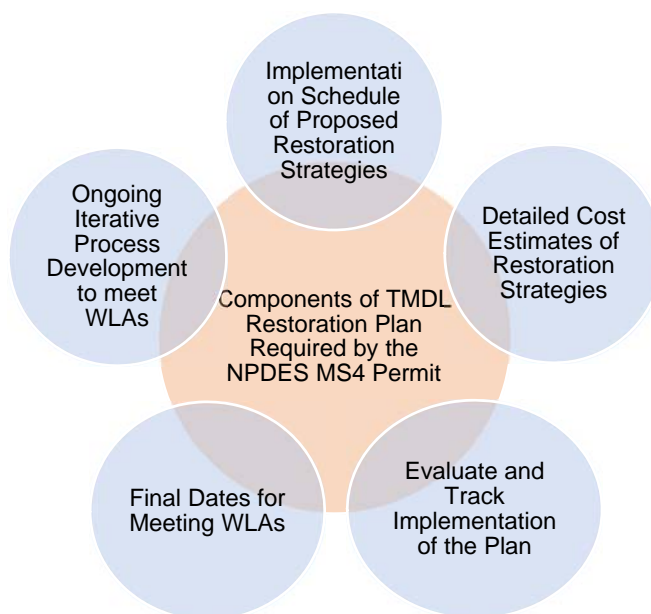 Implementati
on Schedule
of Proposed
Restoration
Strategies
Detailed Cost
Estimates of
Restoration
Strategies
Evaluate and
Track
Implementation
of the Plan
Final Dates for
Meeting WLAs
Ongoing
Iterative
Process
Development
to meet
WLAs
Components of TMDL
Restoration Plan
Required by the
NPDES MS4 Permit